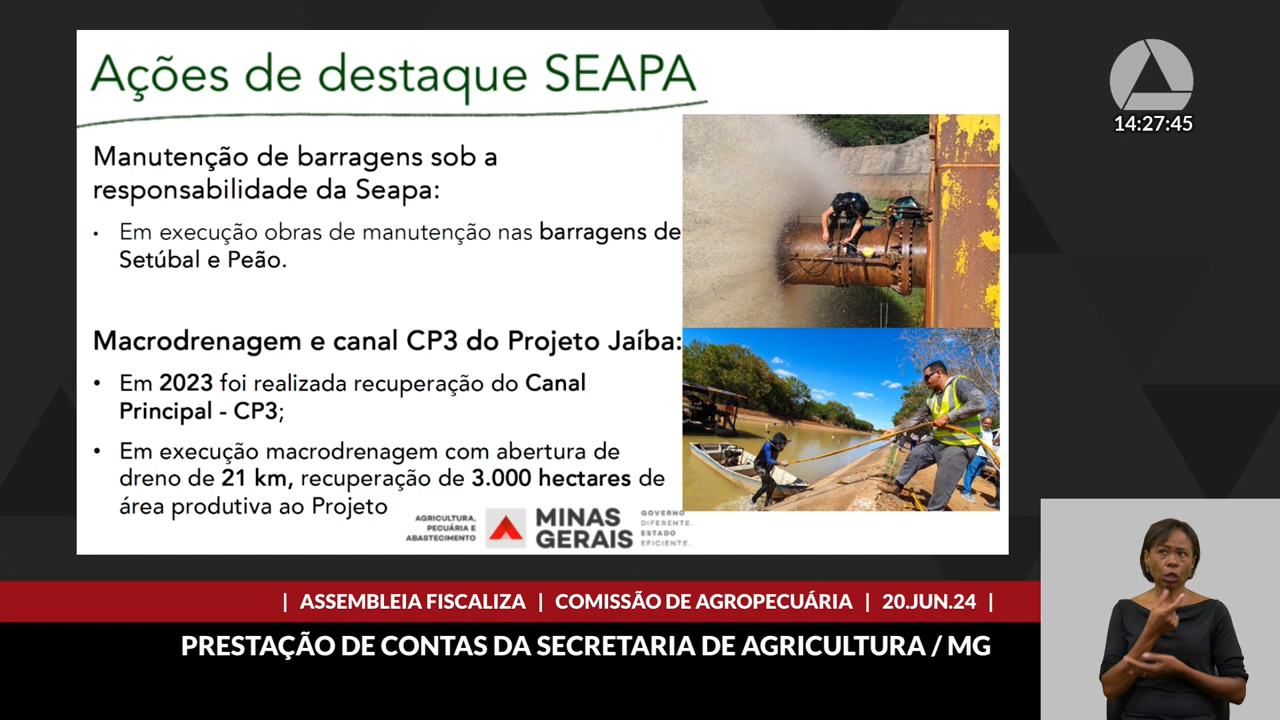 Ações de destaque SEAPA
14:27:45
Manutenção de barragens sob a
responsabilidade da Seapa:
• Em execução obras de manutenção nas barragens de
Setúbal e Peão.
Macrodrenagem e canal CP3 do Projeto Jaíba:
• Em 2023 foi realizada recuperação do Canal
Principal - CP3;
• Em execução macrodrenagem com abertura de
dreno de 21 km, recuperação de 3.000 hectares de
área produtiva ao Projeto
AGRICULTURA,
PECUÁRIA E
ABASTECIMENTO
MINAS
GERAIS
GOVERNO
DIFERENTE.
ESTADO
EFICIENTE.
| ASSEMBLEIA FISCALIZA | COMISSÃO DE AGROPECUÁRIA | 20.JUN.24 |
PRESTAÇÃO DE CONTAS DA SECRETARIA DE AGRICULTURA / MG